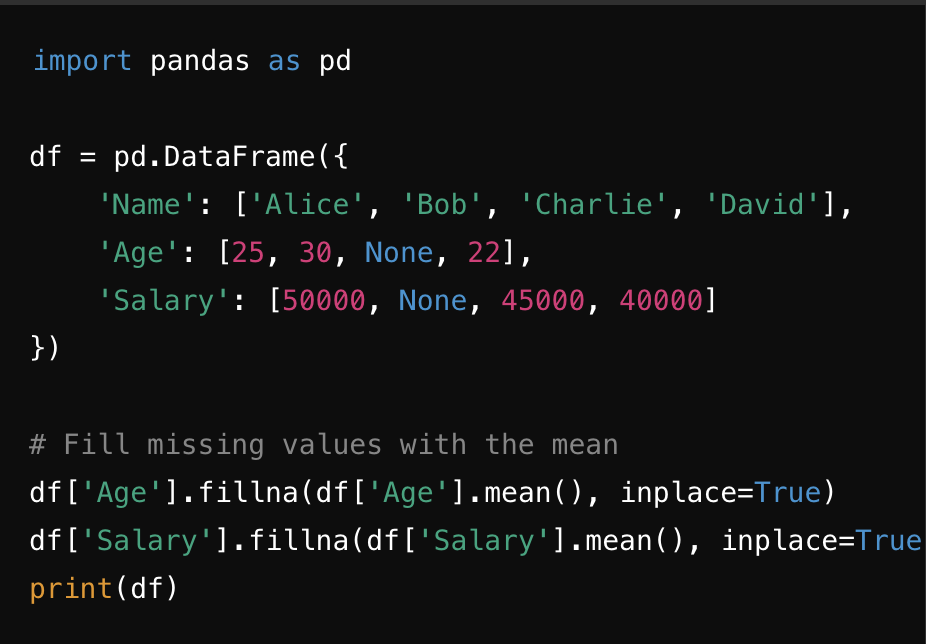 import pandas as pd
df = pd.DataFrame({
    'Name': ['Alice', 'Bob', 'Charlie', 'David'],
    'Age': [25, 30, None, 22],
    'Salary': [50000, None, 45000, 40000]
})
# Fill missing values with the mean
df['Age'].fillna(df['Age'].mean(), inplace=True)
df['Salary'].fillna(df['Salary'].mean(), inplace=True
print(df)